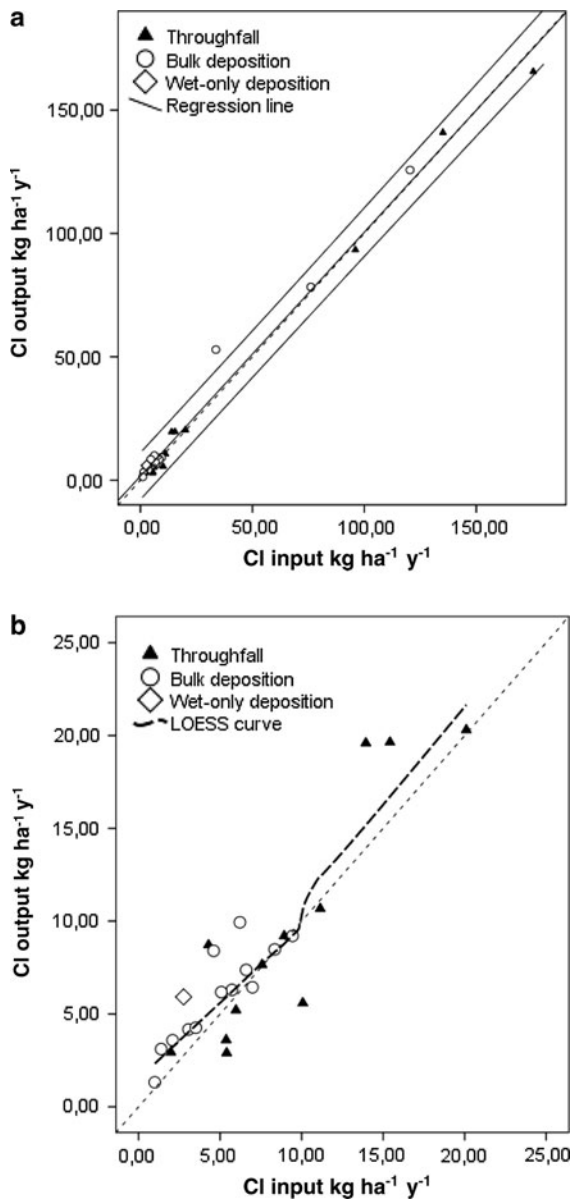 a
Throughfall
Bulk deposition
Wet-only deposition
Regression line
150,00
100,00
50,00
0,00
Cl output kg ha⁻¹ y⁻¹
0,00 50,00 100,00 150,00
Cl input kg ha⁻¹ y⁻¹
b
Throughfall
Bulk deposition
Wet-only deposition
LOESS curve
25,00
20,00
15,00
10,00
5,00
0,00
Cl output kg ha⁻¹ y⁻¹
0,00 5,00 10,00 15,00 20,00 25,00
Cl input kg ha⁻¹ y⁻¹